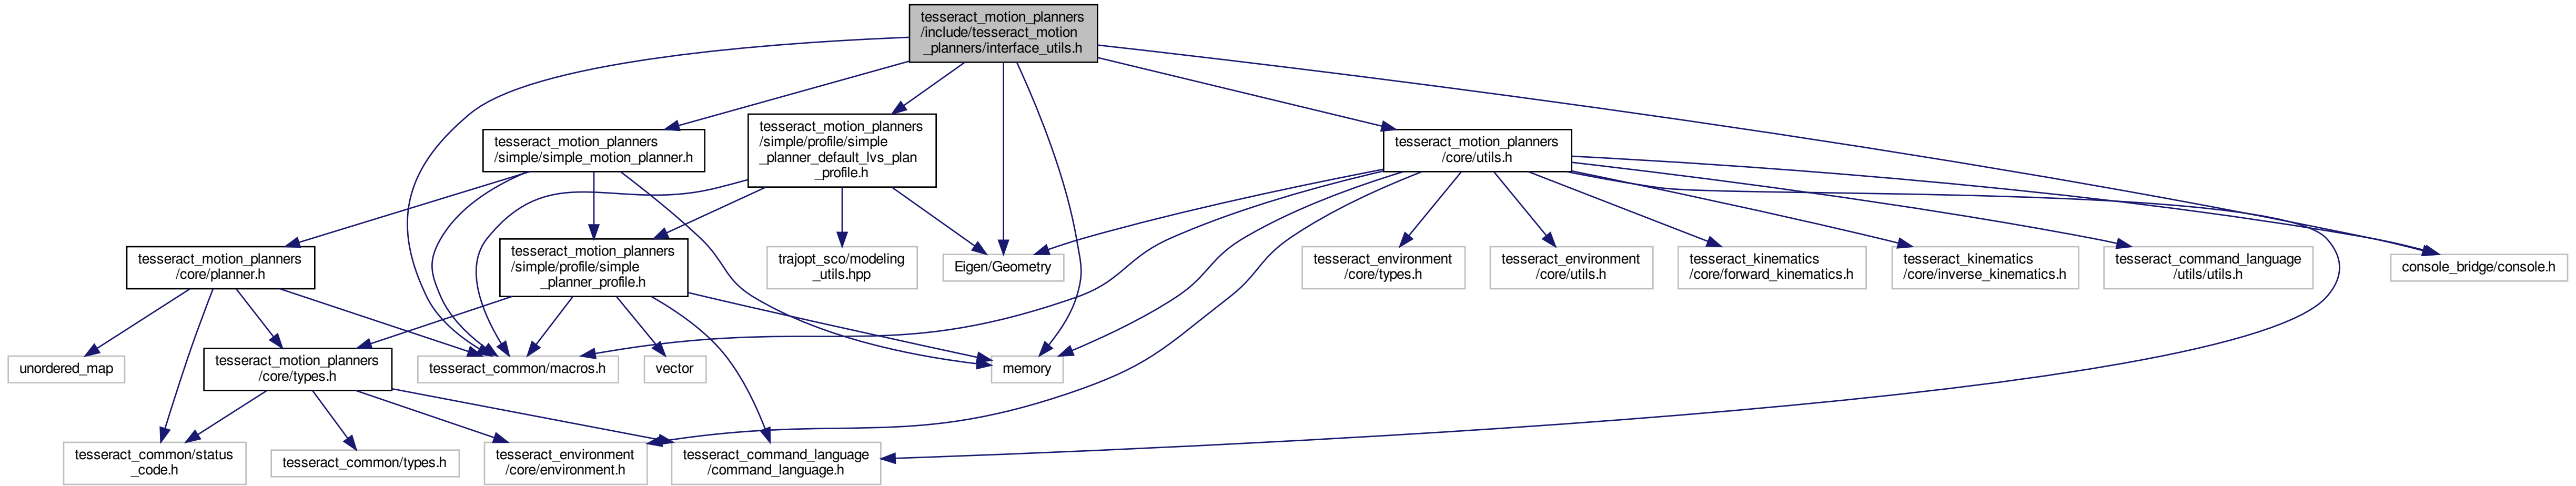 tesseract_motion_planners
/include/tesseract_motion
_planners/interface_utils.h
tesseract_motion_planners
/simple/simple_motion_planner.h
tesseract_motion_planners
/simple/profile/simple
_planner_default_lvs_plan
_profile.h
tesseract_motion_planners
/core/utils.h
tesseract_motion_planners
/core/planner.h
tesseract_motion_planners
/simple/profile/simple
_planner_profile.h
trajopt_sco/modeling
_utils.hpp
Eigen/Geometry
tesseract_environment
/core/types.h
tesseract_environment
/core/utils.h
tesseract_kinematics
/core/forward_kinematics.h
tesseract_kinematics
/core/inverse_kinematics.h
tesseract_command_language
/utils/utils.h
console_bridge/console.h
unordered_map
tesseract_motion_planners
/core/types.h
tesseract_common/macros.h
vector
memory
tesseract_common/status
_code.h
tesseract_common/types.h
tesseract_environment
/core/environment.h
tesseract_command_language
/command_language.h